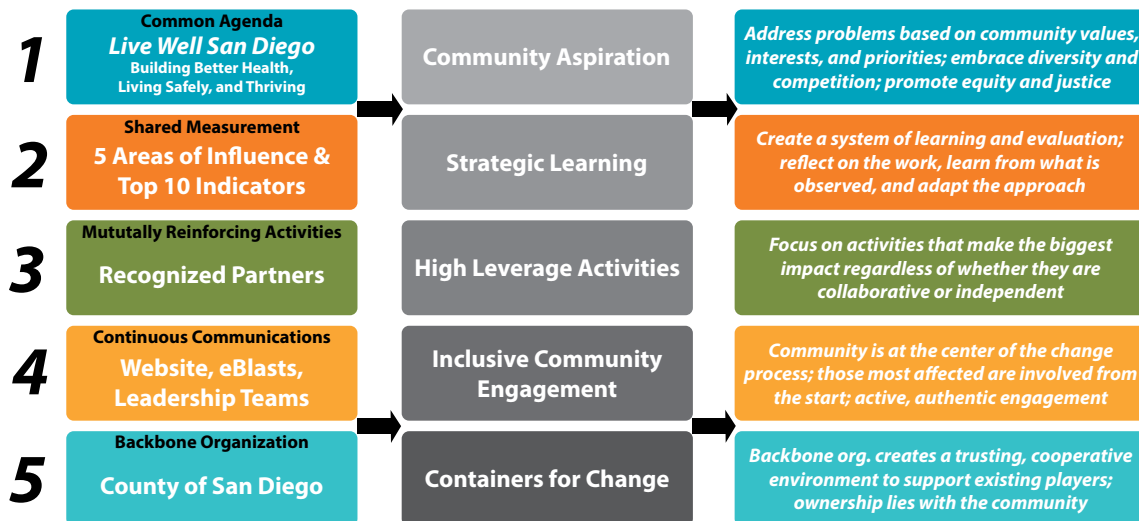 1
Common Agenda
Live Well San Diego
Building Better Health,
Living Safely, and Thriving
Community Aspiration
Address problems based on community values,
interests, and priorities; embrace diversity and
competition; promote equity and justice
2
Shared Measurement
5 Areas of Influence &
Top 10 Indicators
Strategic Learning
Create a system of learning and evaluation;
reflect on the work, learn from what is
observed, and adapt the approach
3
Mututally Reinforcing Activities
Recognized Partners
High Leverage Activities
Focus on activities that make the biggest
impact regardless of whether they are
collaborative or independent
4
Continuous Communications
Website, eBlasts,
Leadership Teams
Inclusive Community
Engagement
Community is at the center of the change
process; those most affected are involved from
the start; active, authentic engagement
5
Backbone Organization
County of San Diego
Containers for Change
Backbone org. creates a trusting, cooperative
environment to support existing players;
ownership lies with the community